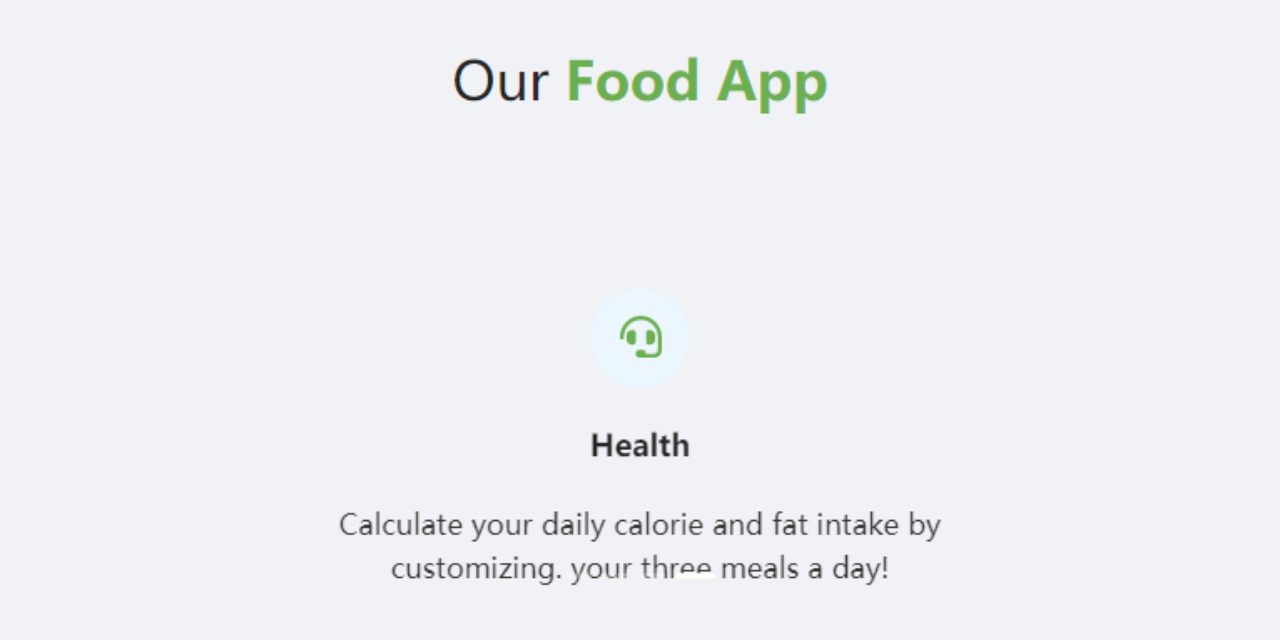 Our Food App
Health
Calculate your daily calorie and fat intake by
customizing. your three meals a day!